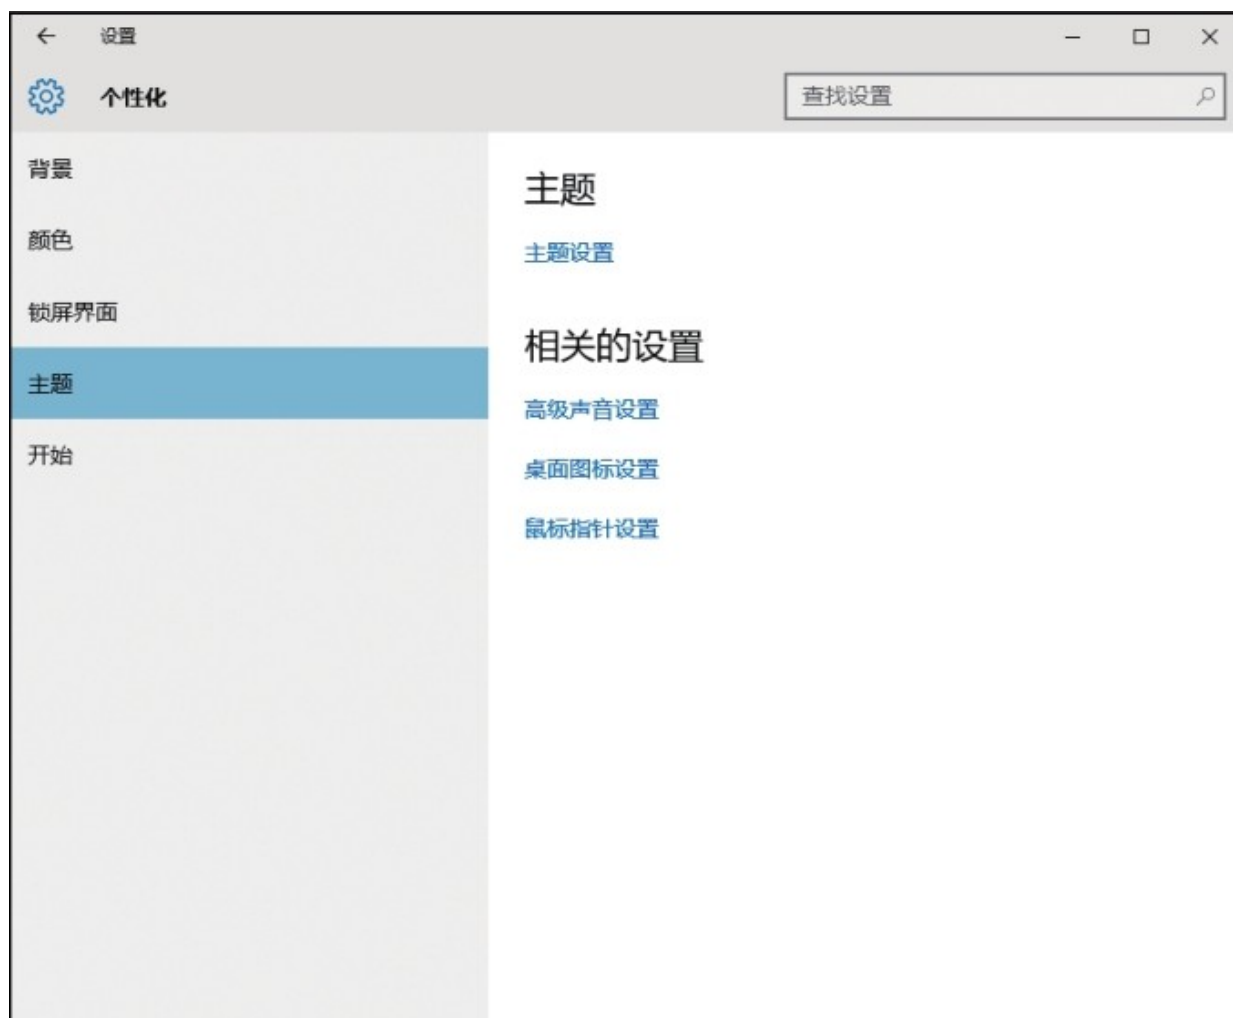 设置
个性化
查找设置
背景
颜色
锁屏界面
主题
开始
主题
主题设置
相关的设置
高级声音设置
桌面图标设置
鼠标指针设置